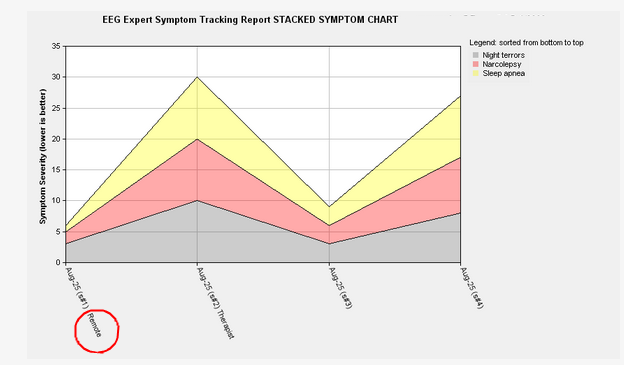 EEG Expert Symptom Tracking Report STACKED SYMPTOM CHART
Legend: sorted from bottom to top
Night terrors
Narcolepsy
Sleep apnea
Symptom Severity (lower is better)
35
30
25
20
15
10
5
0
Aug-25 (s#1) Remote
Aug-25 (s#2) Therapist
Aug-25 (s#3)
Aug-25 (s#4)